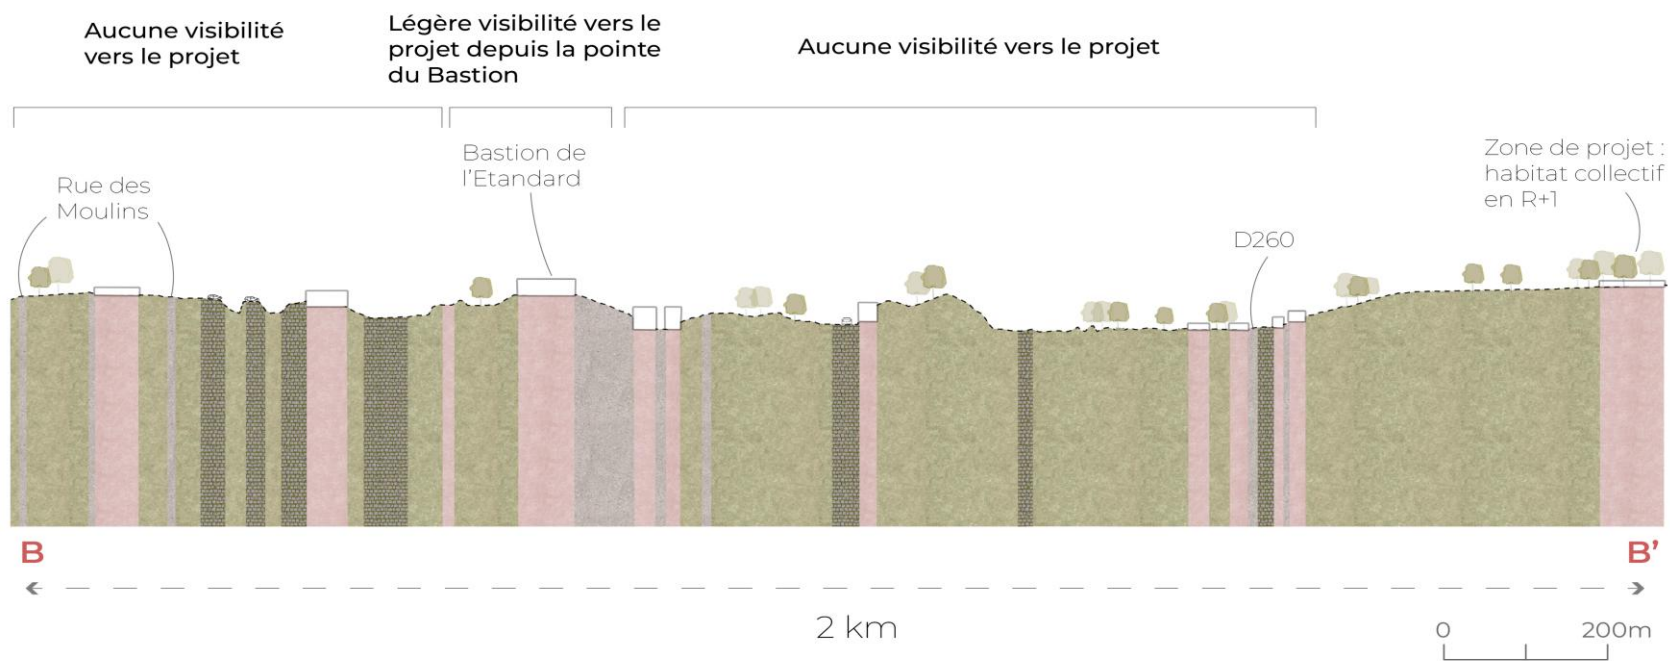 Aucune visibilité
vers le projet
Légère visibilité vers le
projet depuis la pointe
du Bastion
Aucune visibilité vers le projet
Rue des
Moulins
Bastion de
l'Etandard
D260
Zone de projet :
habitat collectif
en R+1
B
B'
2 km
0
200m